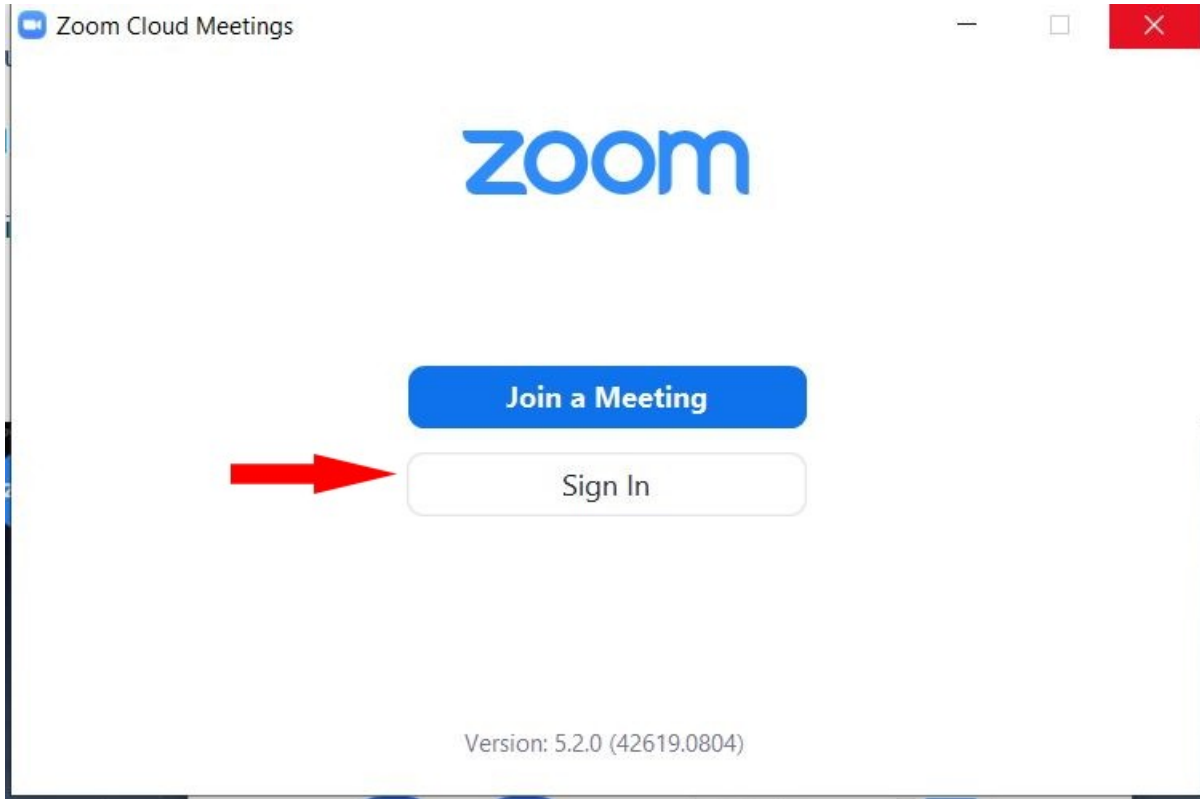 Zoom Cloud Meetings
zoom
Join a Meeting
Sign In
Version: 5.2.0 (42619.0804)